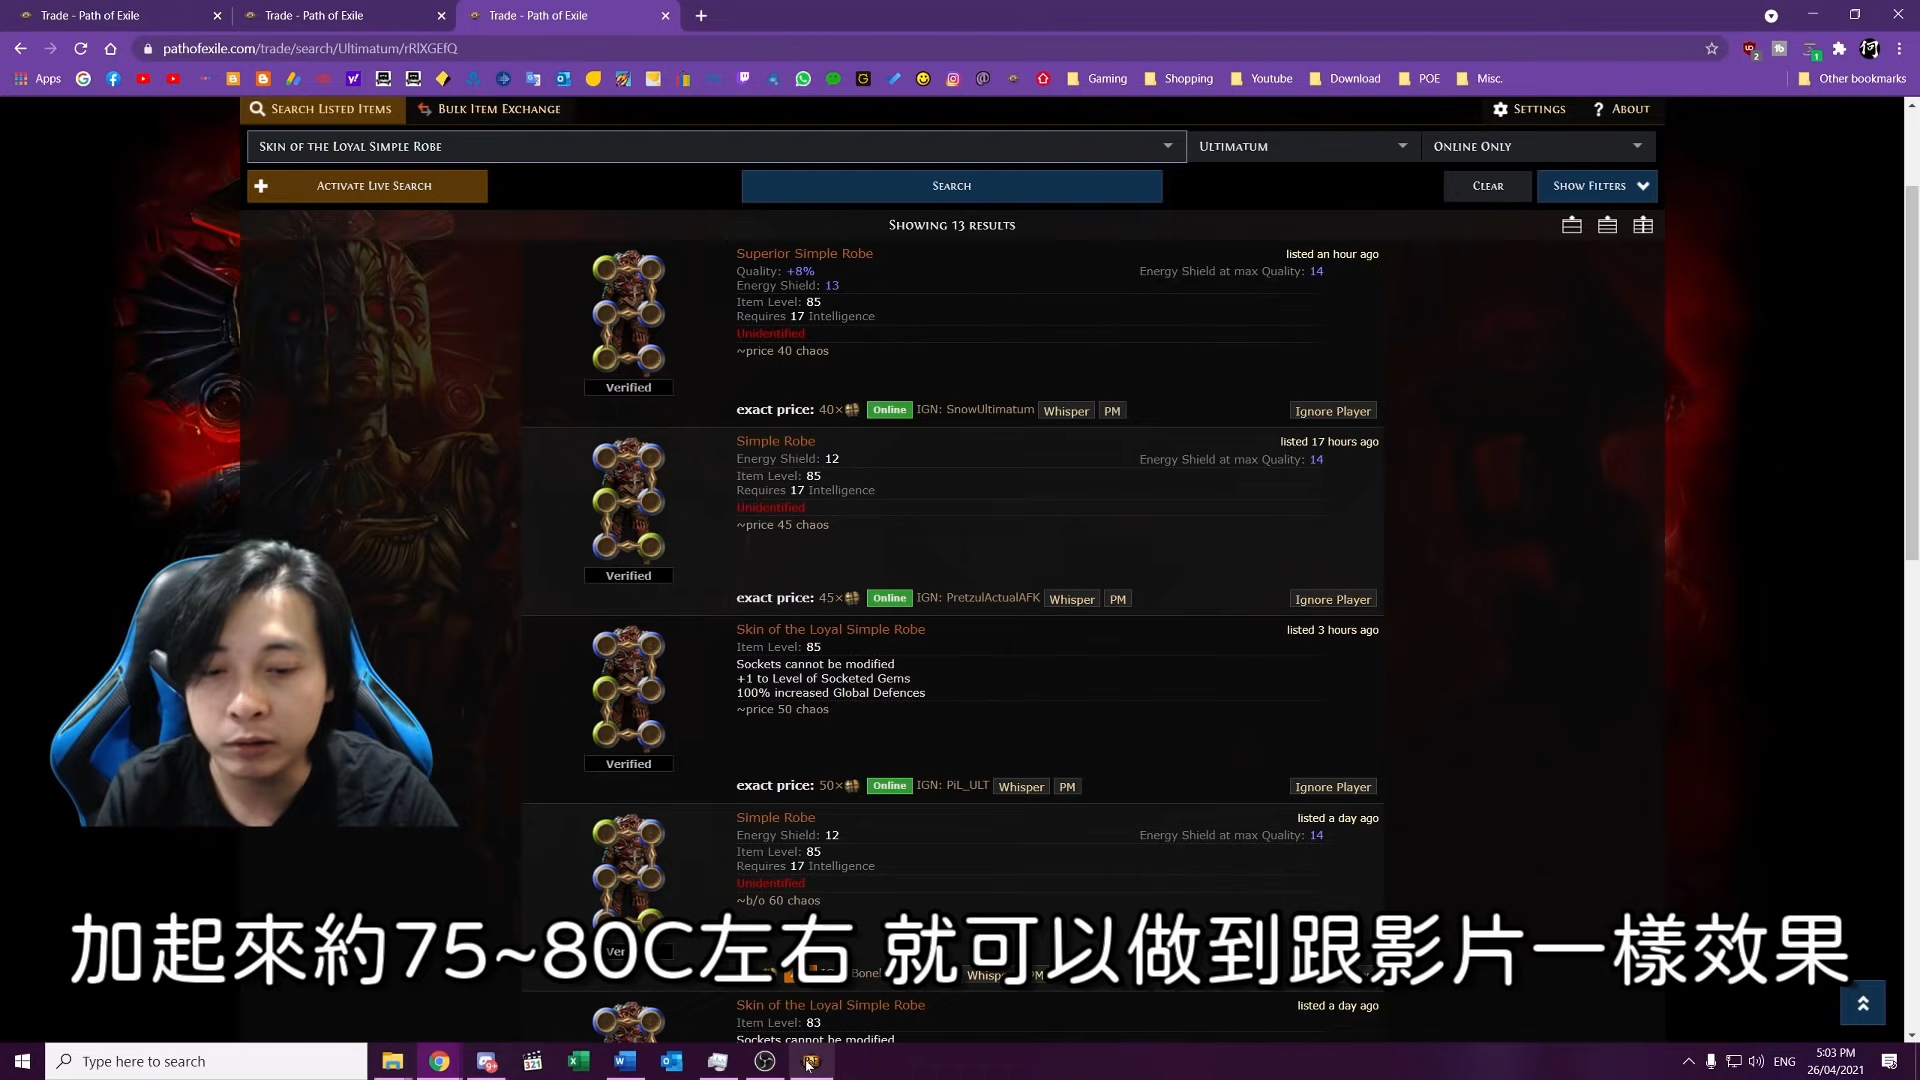 Trade - Path of Exile
Trade - Path of Exile
Trade - Path of Exile
pathofexile.com/trade/search/Ultimatum/rRlXGEfQ
Apps
Gaming
Shopping
Youtube
Download
POE
Misc.
Other bookmarks
Search Listed Items
Bulk Item Exchange
Settings
? About
Skin of the Loyal Simple Robe
Ultimatum
Online Only
Activate Live Search
Search
Clear
Show Filters
Showing 13 results
Superior Simple Robe
listed an hour ago
Quality: +8%
Energy Shield at max Quality: 14
Energy Shield: 13
Item Level: 85
Requires 17 Intelligence
Unidentified
~price 40 chaos
Verified
exact price: 40× Online IGN: SnowUltimatum Whisper PM
Ignore Player
Simple Robe
listed 17 hours ago
Energy Shield: 12
Energy Shield at max Quality: 14
Item Level: 85
Requires 17 Intelligence
Unidentified
~price 45 chaos
Verified
exact price: 45× Online IGN: PretzulActualAFK Whisper PM
Ignore Player
Skin of the Loyal Simple Robe
listed 3 hours ago
Item Level: 85
Sockets cannot be modified
+1 to Level of Socketed Gems
100% increased Global Defences
~price 50 chaos
Verified
exact price: 50× Online IGN: PiL_ULT Whisper PM
Ignore Player
Simple Robe
listed a day ago
Energy Shield: 12
Energy Shield at max Quality: 14
Item Level: 85
Requires 17 Intelligence
Unidentified
~b/o 60 chaos
加起來約75~80C左右 就可以做到跟影片一樣效果
Skin of the Loyal Simple Robe
listed a day ago
Item Level: 83
Sockets cannot be modified
Type here to search
ENG
5:03 PM
26/04/2021